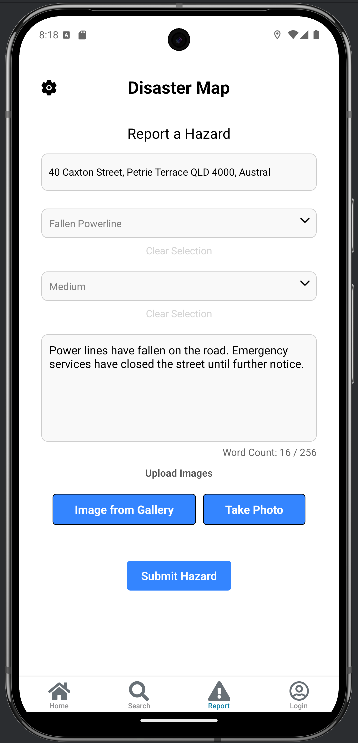 8:18
Disaster Map
Report a Hazard
40 Caxton Street, Petrie Terrace QLD 4000, Austral
Fallen Powerline
Clear Selection
Medium
Clear Selection
Power lines have fallen on the road. Emergency
services have closed the street until further notice.
Word Count: 16 / 256
Upload Images
Image from Gallery Take Photo
Submit Hazard
Home Search Report Login